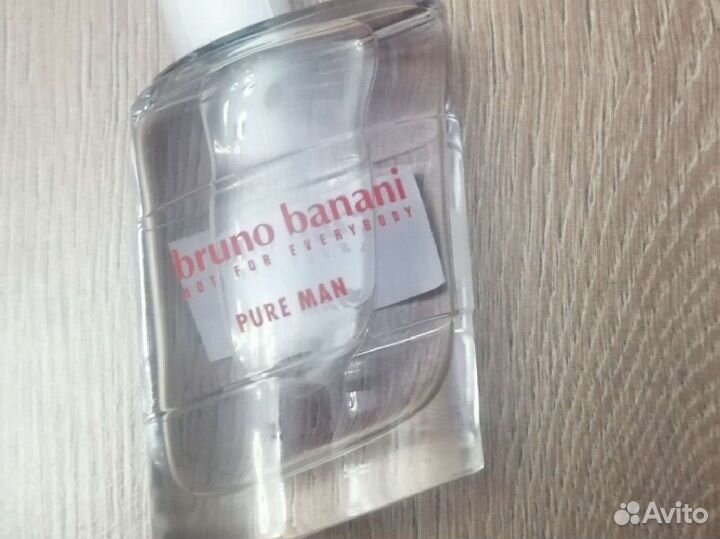 bruno banani
NOT FOR EVERYBODY
PURE MAN
Avito